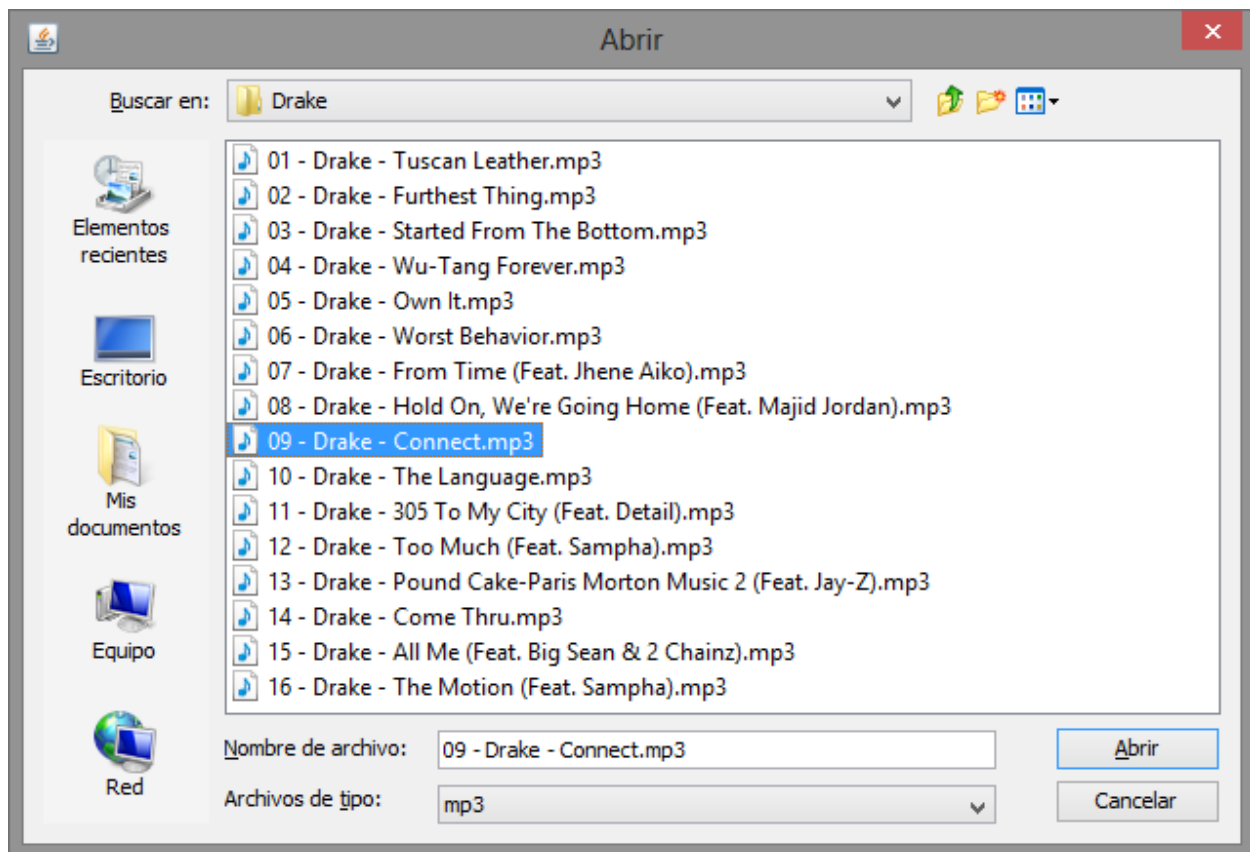 Abrir
Buscar en:
Drake
Elementos
recientes
Escritorio
Mis
documentos
Equipo
Red
01 - Drake - Tuscan Leather.mp3
02 - Drake - Furthest Thing.mp3
03 - Drake - Started From The Bottom.mp3
04 - Drake - Wu-Tang Forever.mp3
05 - Drake - Own It.mp3
06 - Drake - Worst Behavior.mp3
07 - Drake - From Time (Feat. Jhene Aiko).mp3
08 - Drake - Hold On, We're Going Home (Feat. Majid Jordan).mp3
09 - Drake - Connect.mp3
10 - Drake - The Language.mp3
11 - Drake - 305 To My City (Feat. Detail).mp3
12 - Drake - Too Much (Feat. Sampha).mp3
13 - Drake - Pound Cake-Paris Morton Music 2 (Feat. Jay-Z).mp3
14 - Drake - Come Thru.mp3
15 - Drake - All Me (Feat. Big Sean & 2 Chainz).mp3
16 - Drake - The Motion (Feat. Sampha).mp3
Nombre de archivo:
09 - Drake - Connect.mp3
Abrir
Archivos de tipo:
mp3
Cancelar